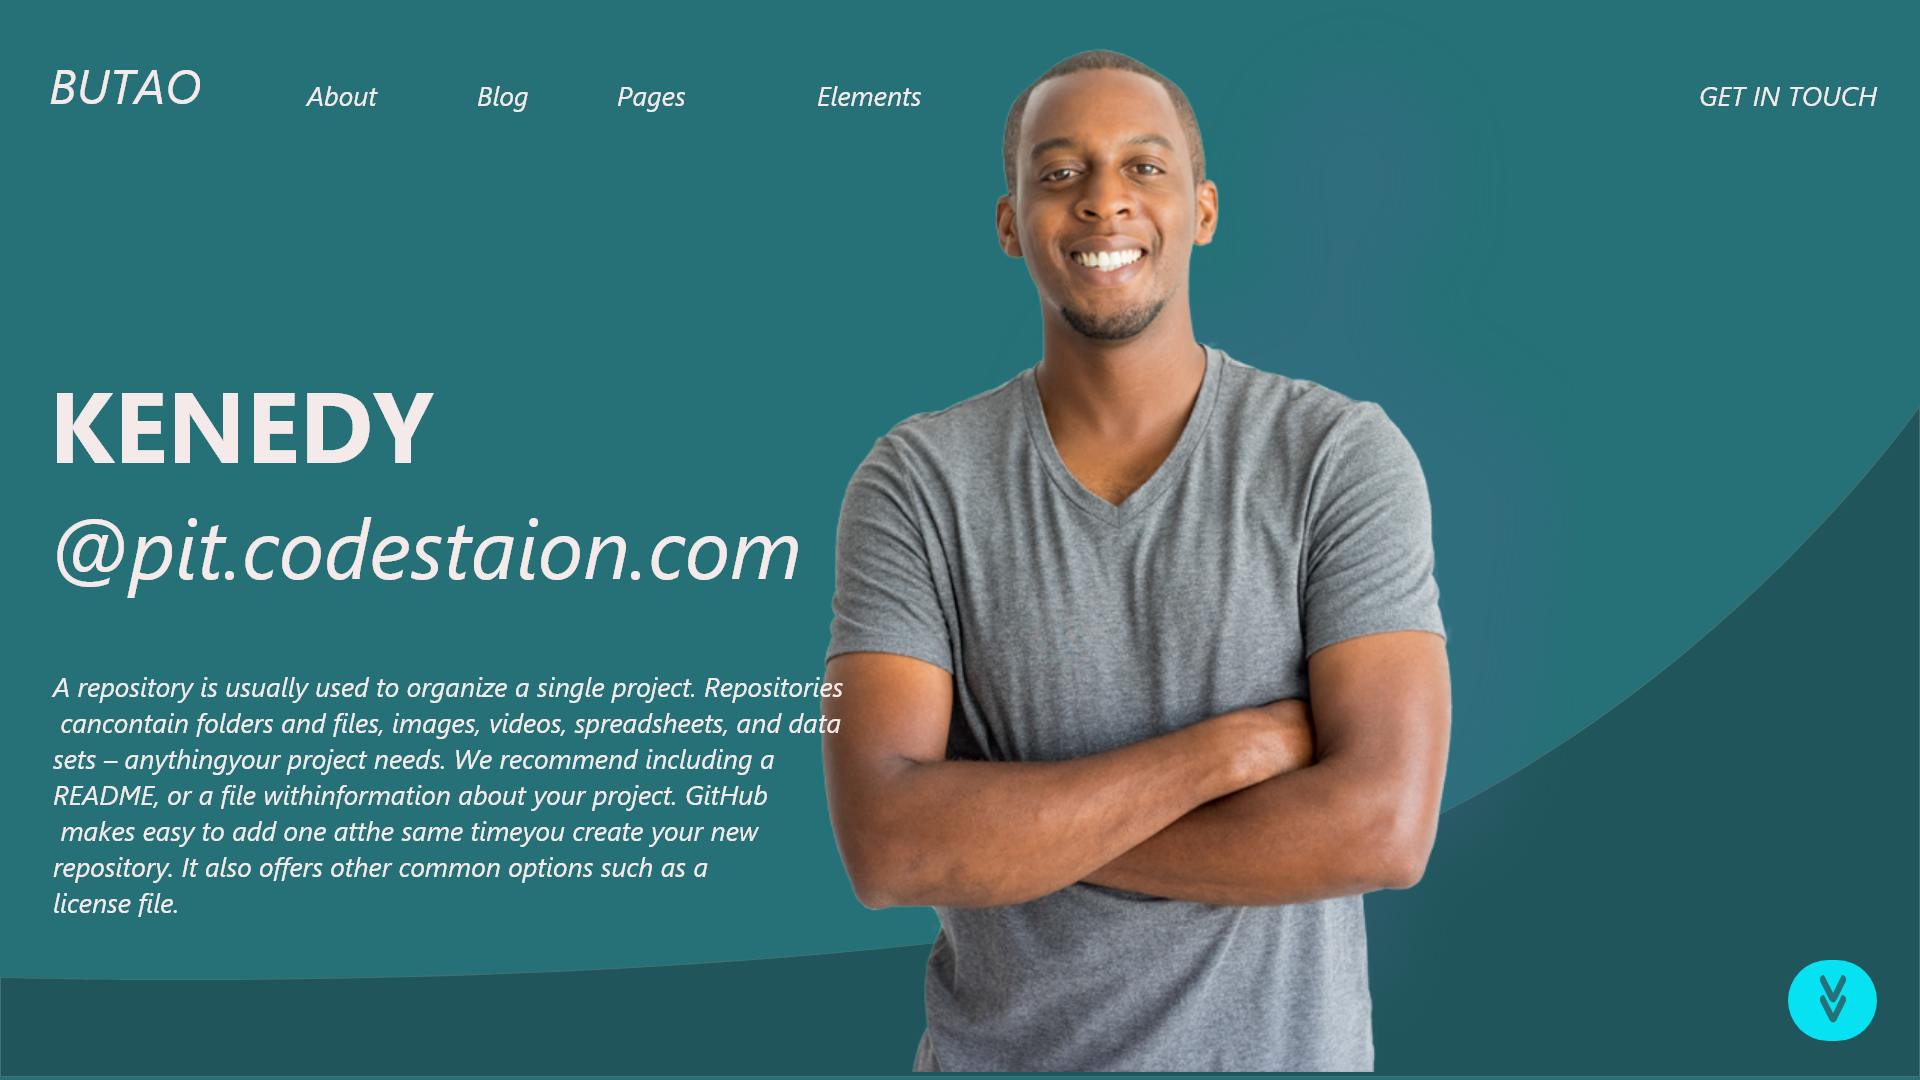 BUTAO About Blog Pages Elements GET IN TOUCH
KENEDY
@pit.codestaion.com
A repository is usually used to organize a single project. Repositories
cancontain folders and files, images, videos, spreadsheets, and data
sets – anythingyour project needs. We recommend including a
README, or a file withinformation about your project. GitHub
makes easy to add one atthe same timeyou create your new
repository. It also offers other common options such as a
license file.